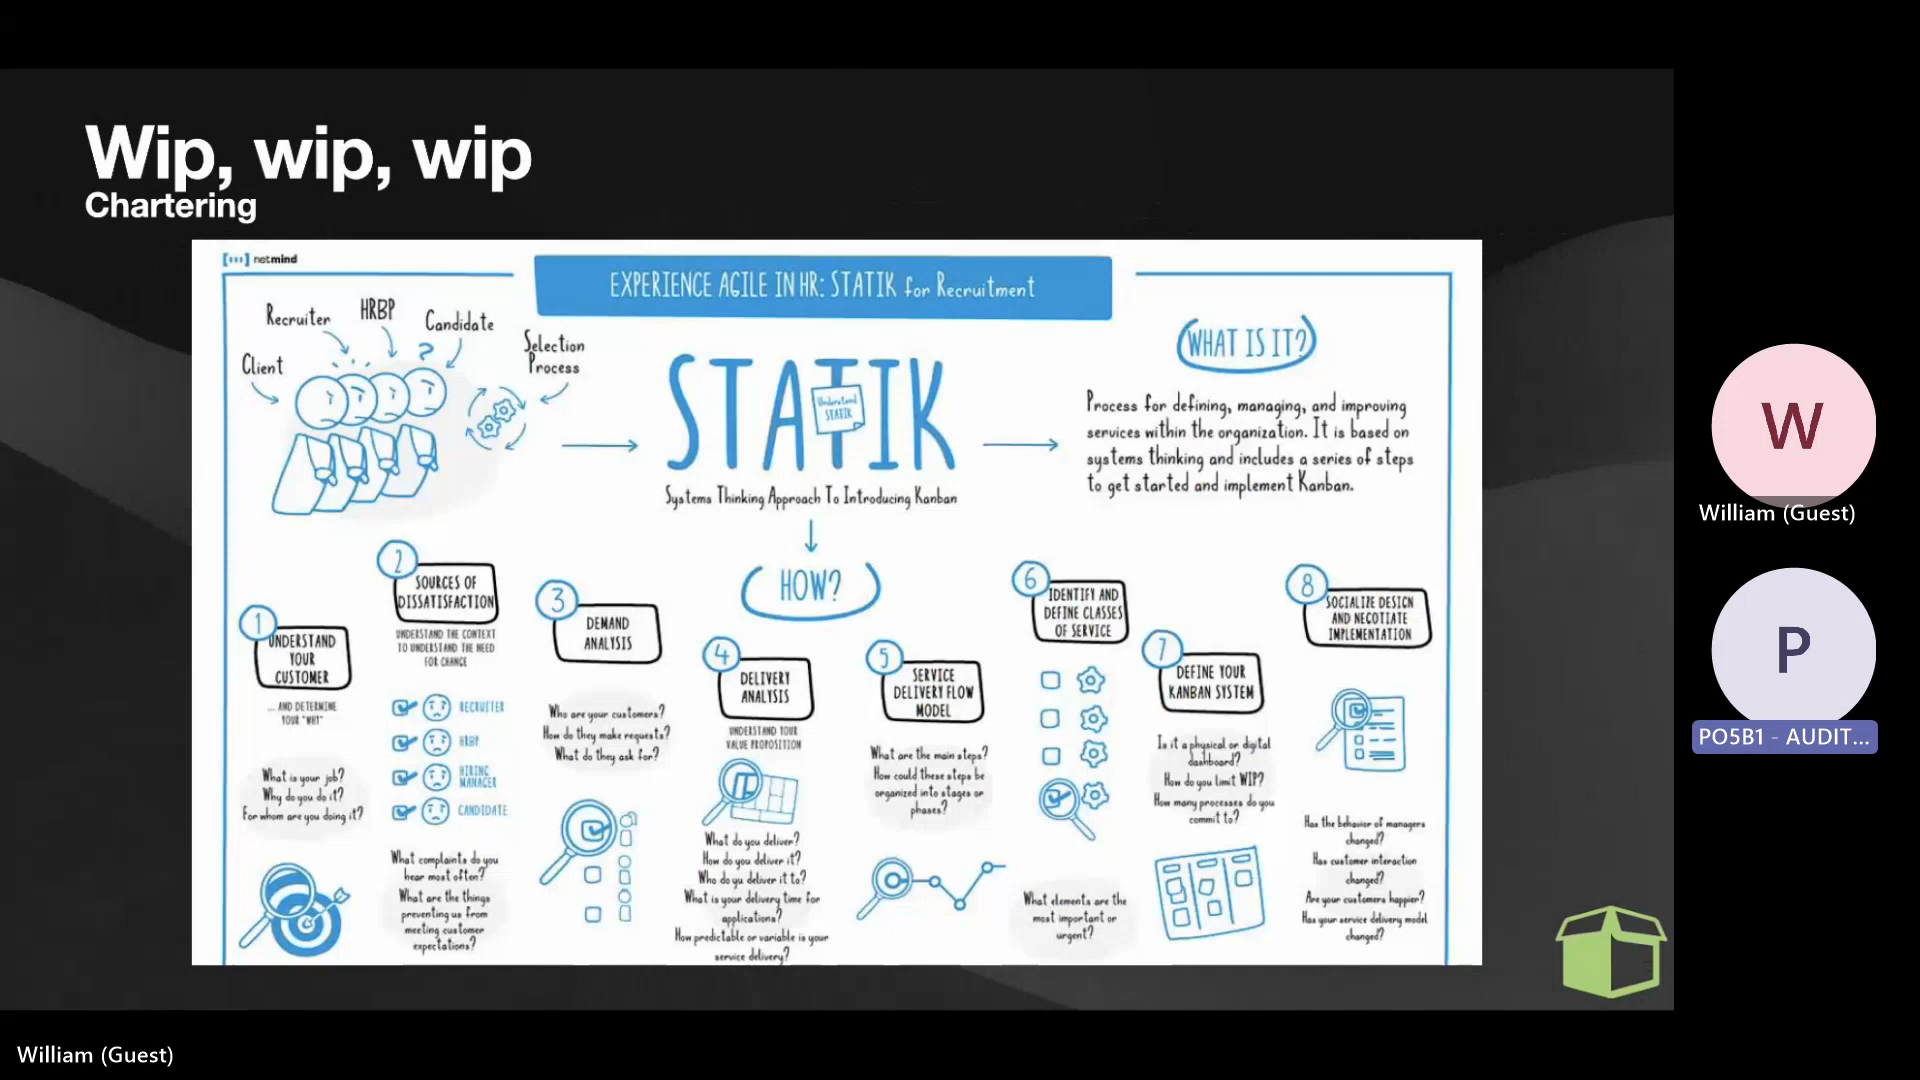 Wip, wip, wip
Chartering
[•••] netmind
EXPERIENCE AGILE IN HR: STATIK for Recruitment
Client
Recruiter
HRBP
Candidate
?
Selection
Process
STATIK
Understand
STATIK
Systems Thinking Approach To Introducing Kanban
WHAT IS IT?
Process for defining, managing, and improving
services within the organization. It is based on
systems thinking and includes a series of steps
to get started and implement Kanban.
HOW?
1
UNDERSTAND
YOUR
CUSTOMER
... AND DETERMINE
YOUR "WHY"
What is your job?
Why do you do it?
For whom are you doing it?
2
SOURCES OF
DISSATISFACTION
UNDERSTAND THE CONTEXT
TO UNDERSTAND THE NEED
FOR CHANGE
RECRUITER
HRBP
HIRING
MANAGER
CANDIDATE
What complaints do you
hear most often?
What are the things
preventing us from
meeting customer
expectations?
3
DEMAND
ANALYSIS
Who are your customers?
How do they make requests?
What do they ask for?
4
DELIVERY
ANALYSIS
UNDERSTAND YOUR
VALUE PROPOSITION
What do you deliver?
How do you deliver it?
Who do yu deliver it to?
What is your delivery time for
applications?
How predictable or variable is your
service delivery?
5
SERVICE
DELIVERY FLOW
MODEL
What are the main steps?
How could these steps be
organized into stages or
phases?
6
IDENTIFY AND
DEFINE CLASSES
OF SERVICE
What elements are the
most important or
urgent?
7
DEFINE YOUR
KANBAN SYSTEM
Is it a physical or digital
dashboard?
How do you limit WIP?
How many processes do you
commit to?
8
SOCIALIZE DESIGN
AND NEGOTIATE
IMPLEMENTATION
Has the behavior of managers
changed?
Has customer interaction
changed?
Are your customers happier?
Has your service delivery model
changed?
W
William (Guest)
P
PO5B1 - AUDIT...
William (Guest)